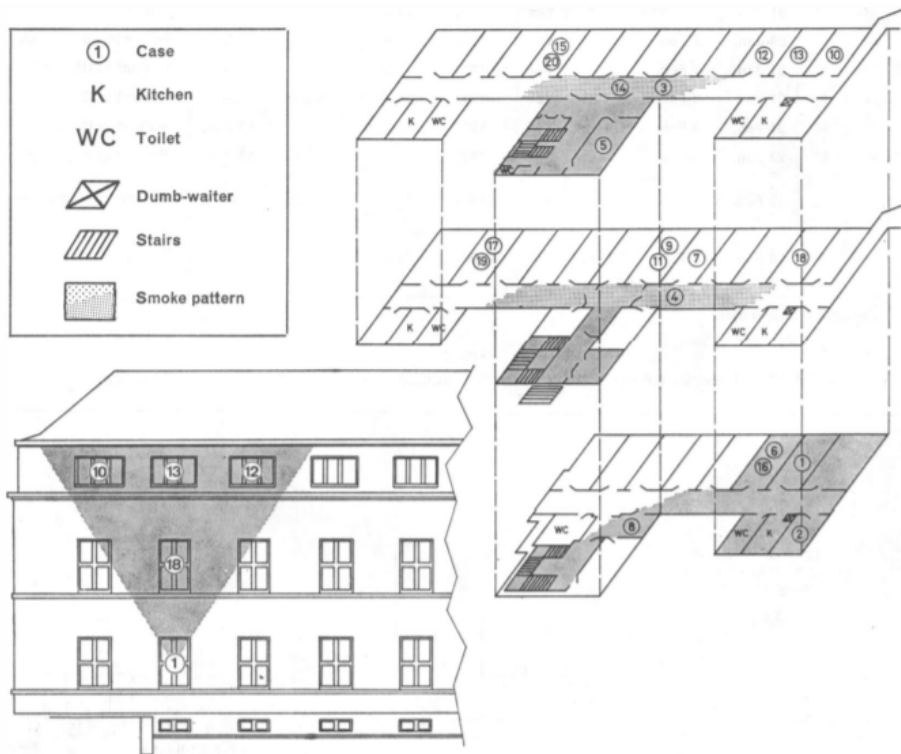 1 Case
K Kitchen
WC Toilet
Dumb-waiter
Stairs
Smoke pattern
15
20
12 13 10
14 3
K WC
5
WC K
WC
17
19
9
11
7
18
4
K WC
WC K
6
16
1
WC
8
WC K
2
10 13 12
18
1